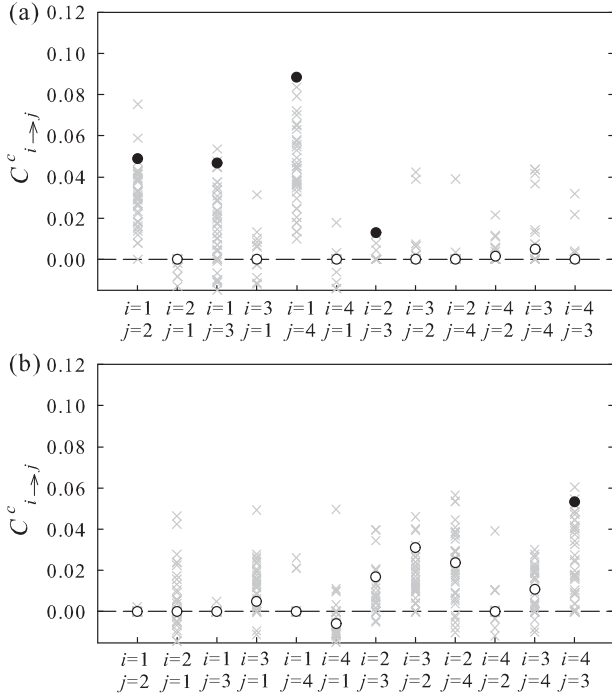 (a)
0.12
0.10
0.08
0.06
0.04
0.02
0.00
C^c_{i→j}
i=1 i=2 i=1 i=3 i=1 i=4 i=2 i=3 i=2 i=4 i=3 i=4
j=2 j=1 j=3 j=1 j=4 j=1 j=3 j=2 j=4 j=2 j=4 j=3
(b)
0.12
0.10
0.08
0.06
0.04
0.02
0.00
C^c_{i→j}
i=1 i=2 i=1 i=3 i=1 i=4 i=2 i=3 i=2 i=4 i=3 i=4
j=2 j=1 j=3 j=1 j=4 j=1 j=3 j=2 j=4 j=2 j=4 j=3